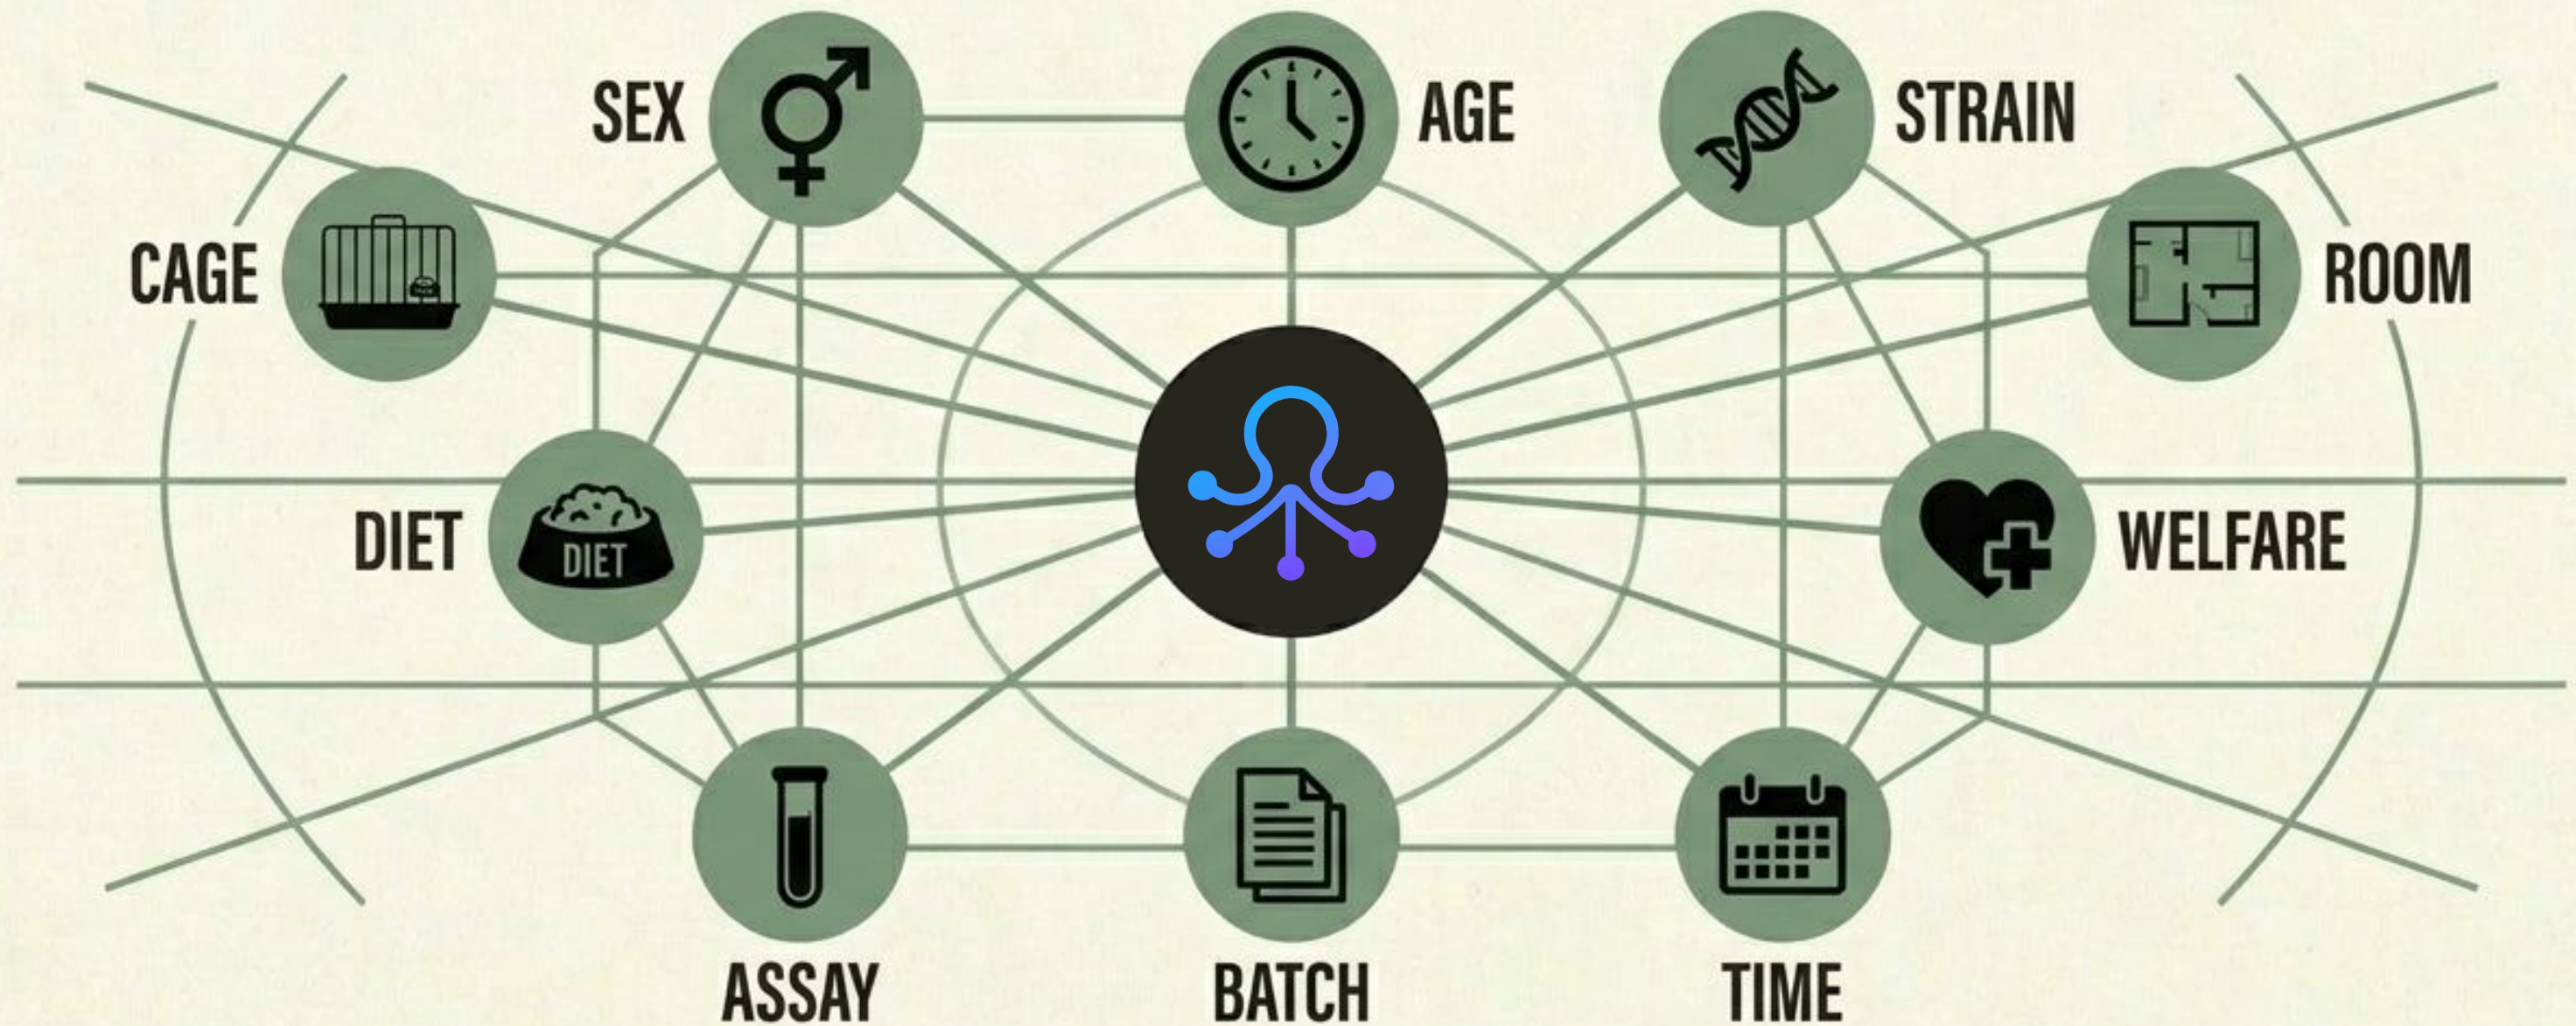 SEX
AGE
STRAIN
CAGE
ROOM
DIET
DIET
WELFARE
ASSAY
BATCH
TIME